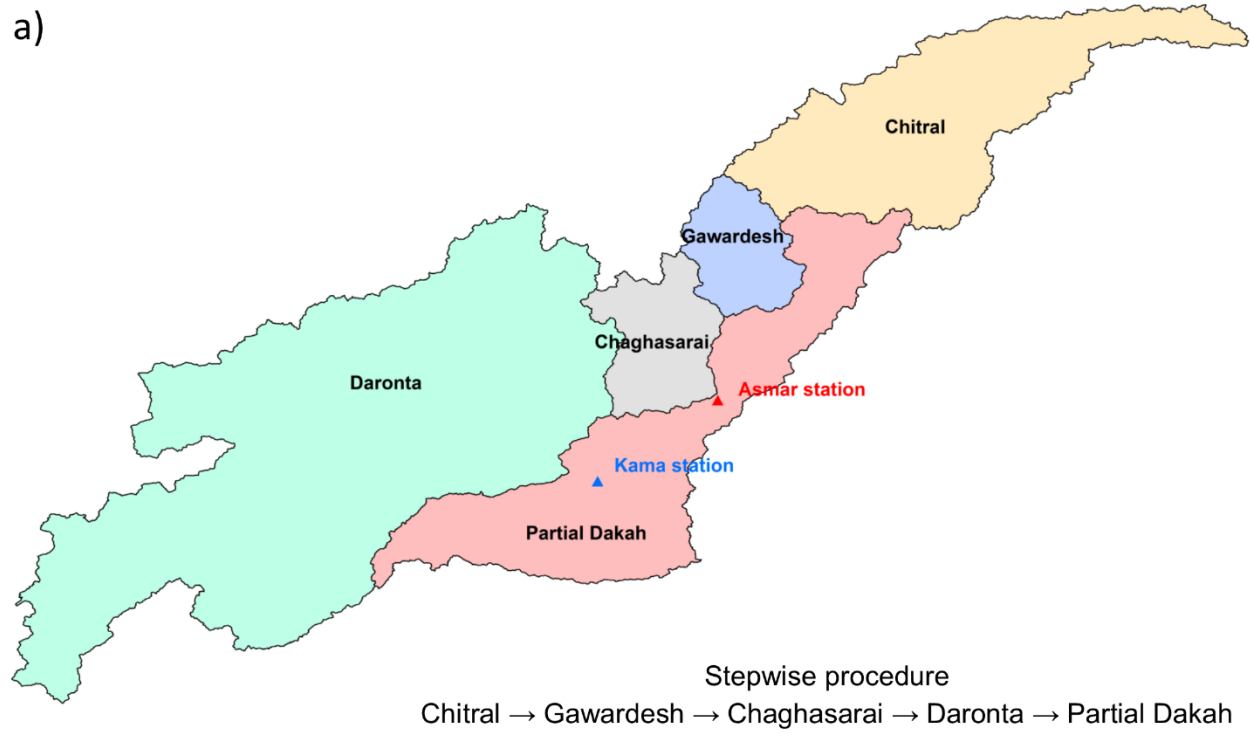 a)
Chitral
Gawardesh
Chaghasarai
Daronta
Asmar station
Kama station
Partial Dakah
Stepwise procedure
Chitral → Gawardesh → Chaghasarai → Daronta → Partial Dakah